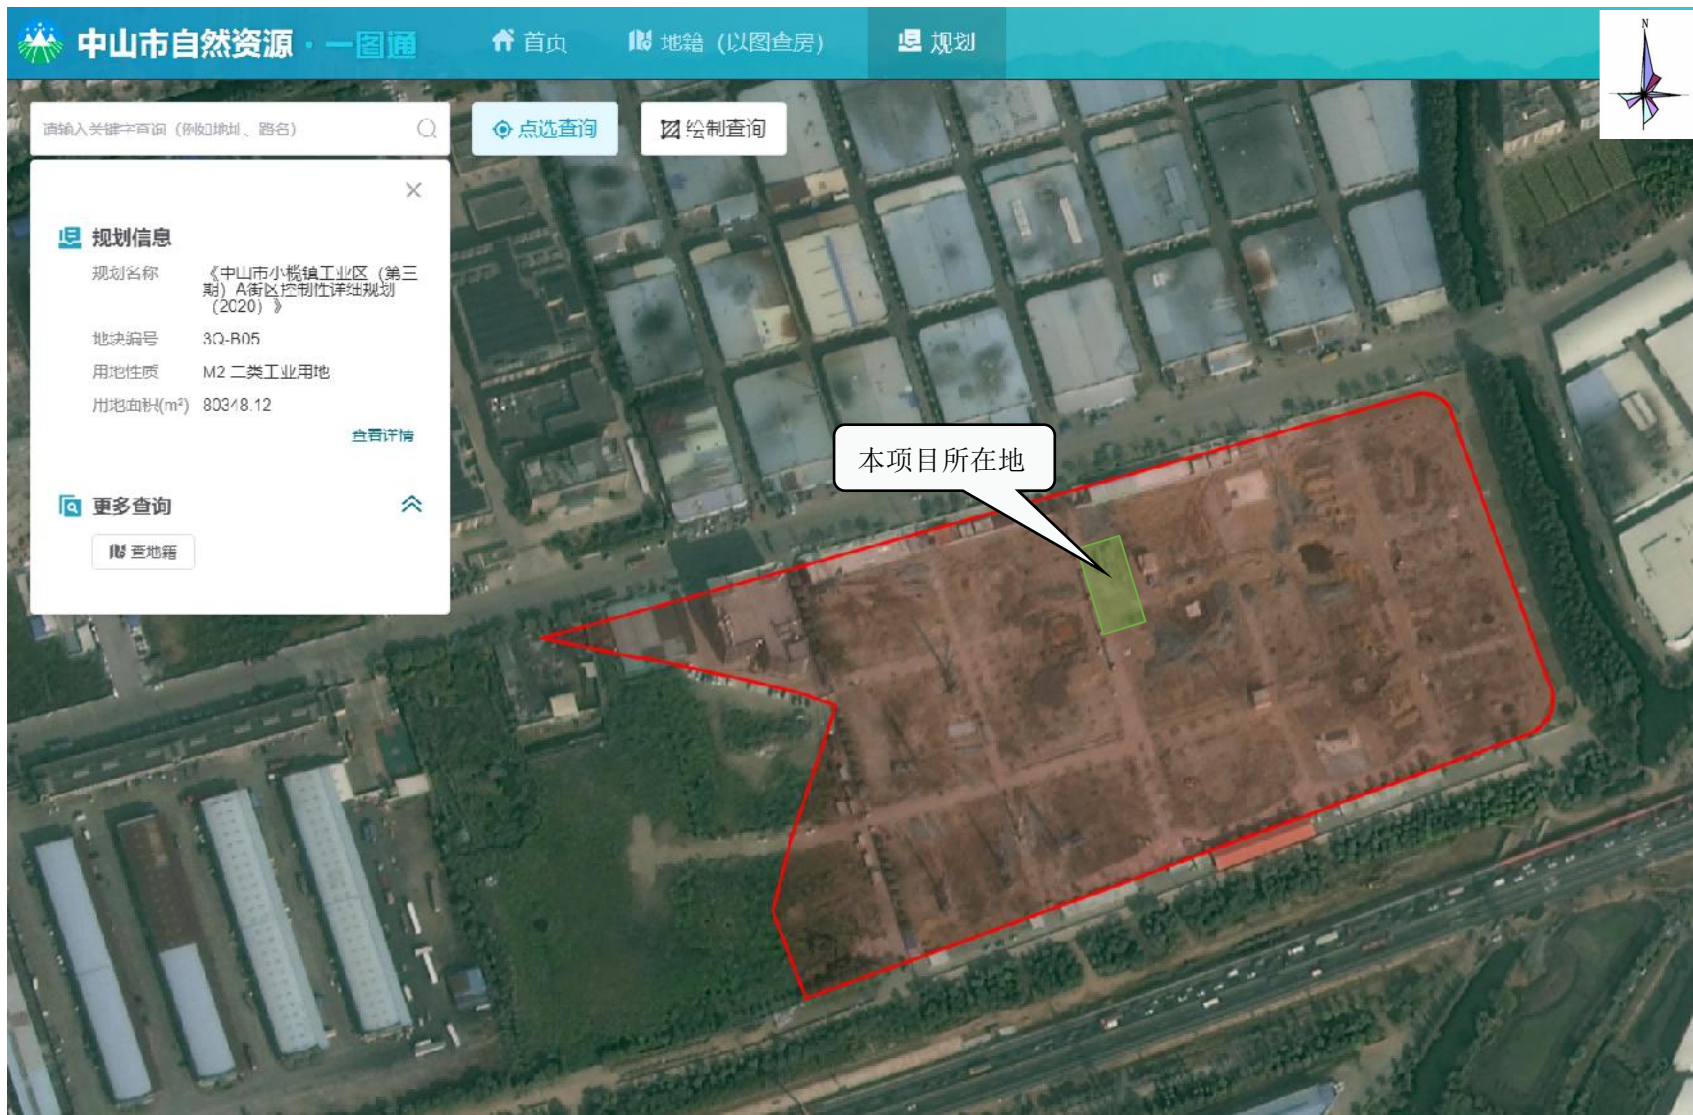 中山市自然资源·一图通
首页
地籍（以图查房）
规划
N
请输入关键字查询（例如地址、路名）
点选查询
绘制查询
规划信息
规划名称 《中山市小榄镇工业区（第三
期）A街区控制性详细规划
（2020）》
地块编号 3Q-B05
用地性质 M2 二类工业用地
用地面积(m²) 80348.12
查看详情
更多查询
查地籍
本项目所在地